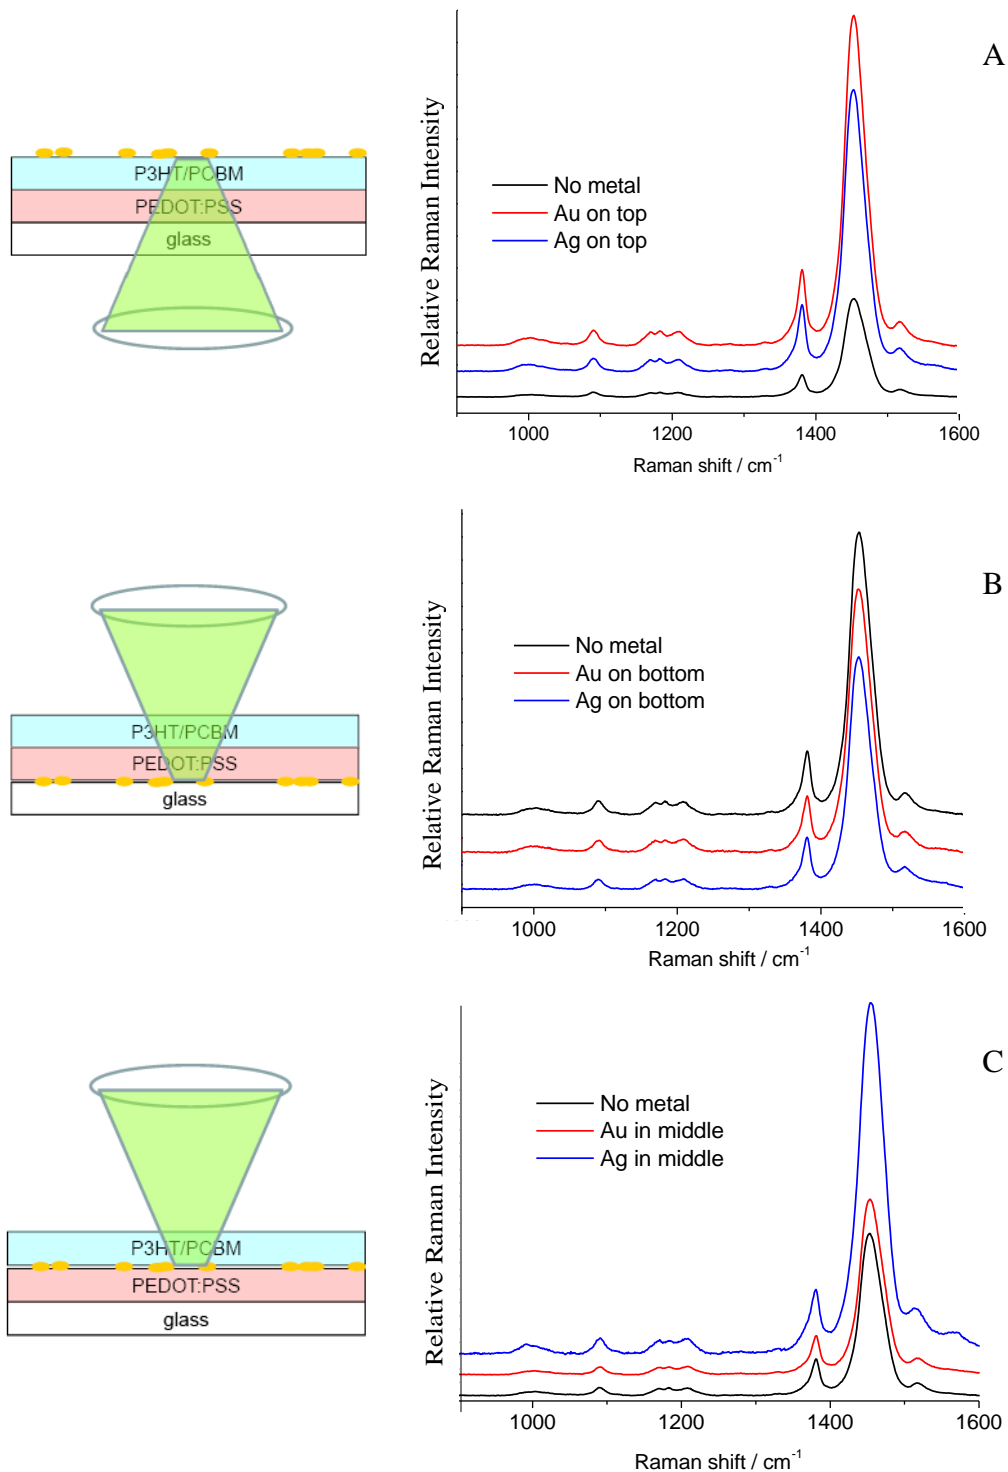 A
P3HT/PCBM
PEDOT:PSS
glass
Relative Raman Intensity
No metal
Au on top
Ag on top
1000 1200 1400 1600
Raman shift / cm-1
B
P3HT/PCBM
PEDOT:PSS
glass
Relative Raman Intensity
No metal
Au on bottom
Ag on bottom
1000 1200 1400 1600
Raman shift / cm-1
C
P3HT/PCBM
PEDOT:PSS
glass
Relative Raman Intensity
No metal
Au in middle
Ag in middle
1000 1200 1400 1600
Raman shift / cm-1